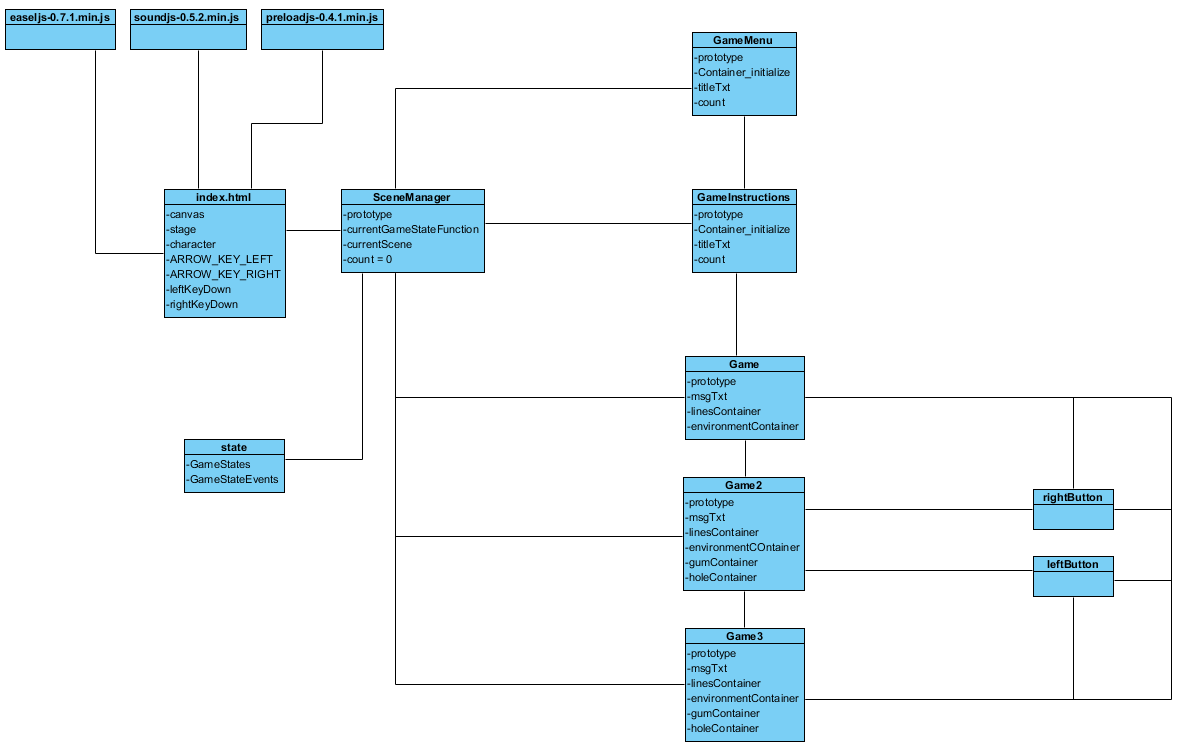 easeljs-0.7.1.min.js
soundjs-0.5.2.min.js
preloadjs-0.4.1.min.js
GameMenu
-prototype
-Container_initialize
-titleTxt
-count
index.html
-canvas
-stage
-character
-ARROW_KEY_LEFT
-ARROW_KEY_RIGHT
-leftKeyDown
-rightKeyDown
SceneManager
-prototype
-currentGameStateFunction
-currentScene
-count = 0
GameInstructions
-prototype
-Container_initialize
-titleTxt
-count
Game
-prototype
-msgTxt
-linesContainer
-environmentContainer
state
-GameStates
-GameStateEvents
Game2
-prototype
-msgTxt
-linesContainer
-environmentCOntainer
-gumContainer
-holeContainer
rightButton
leftButton
Game3
-prototype
-msgTxt
-linesContainer
-environmentContainer
-gumContainer
-holeContainer